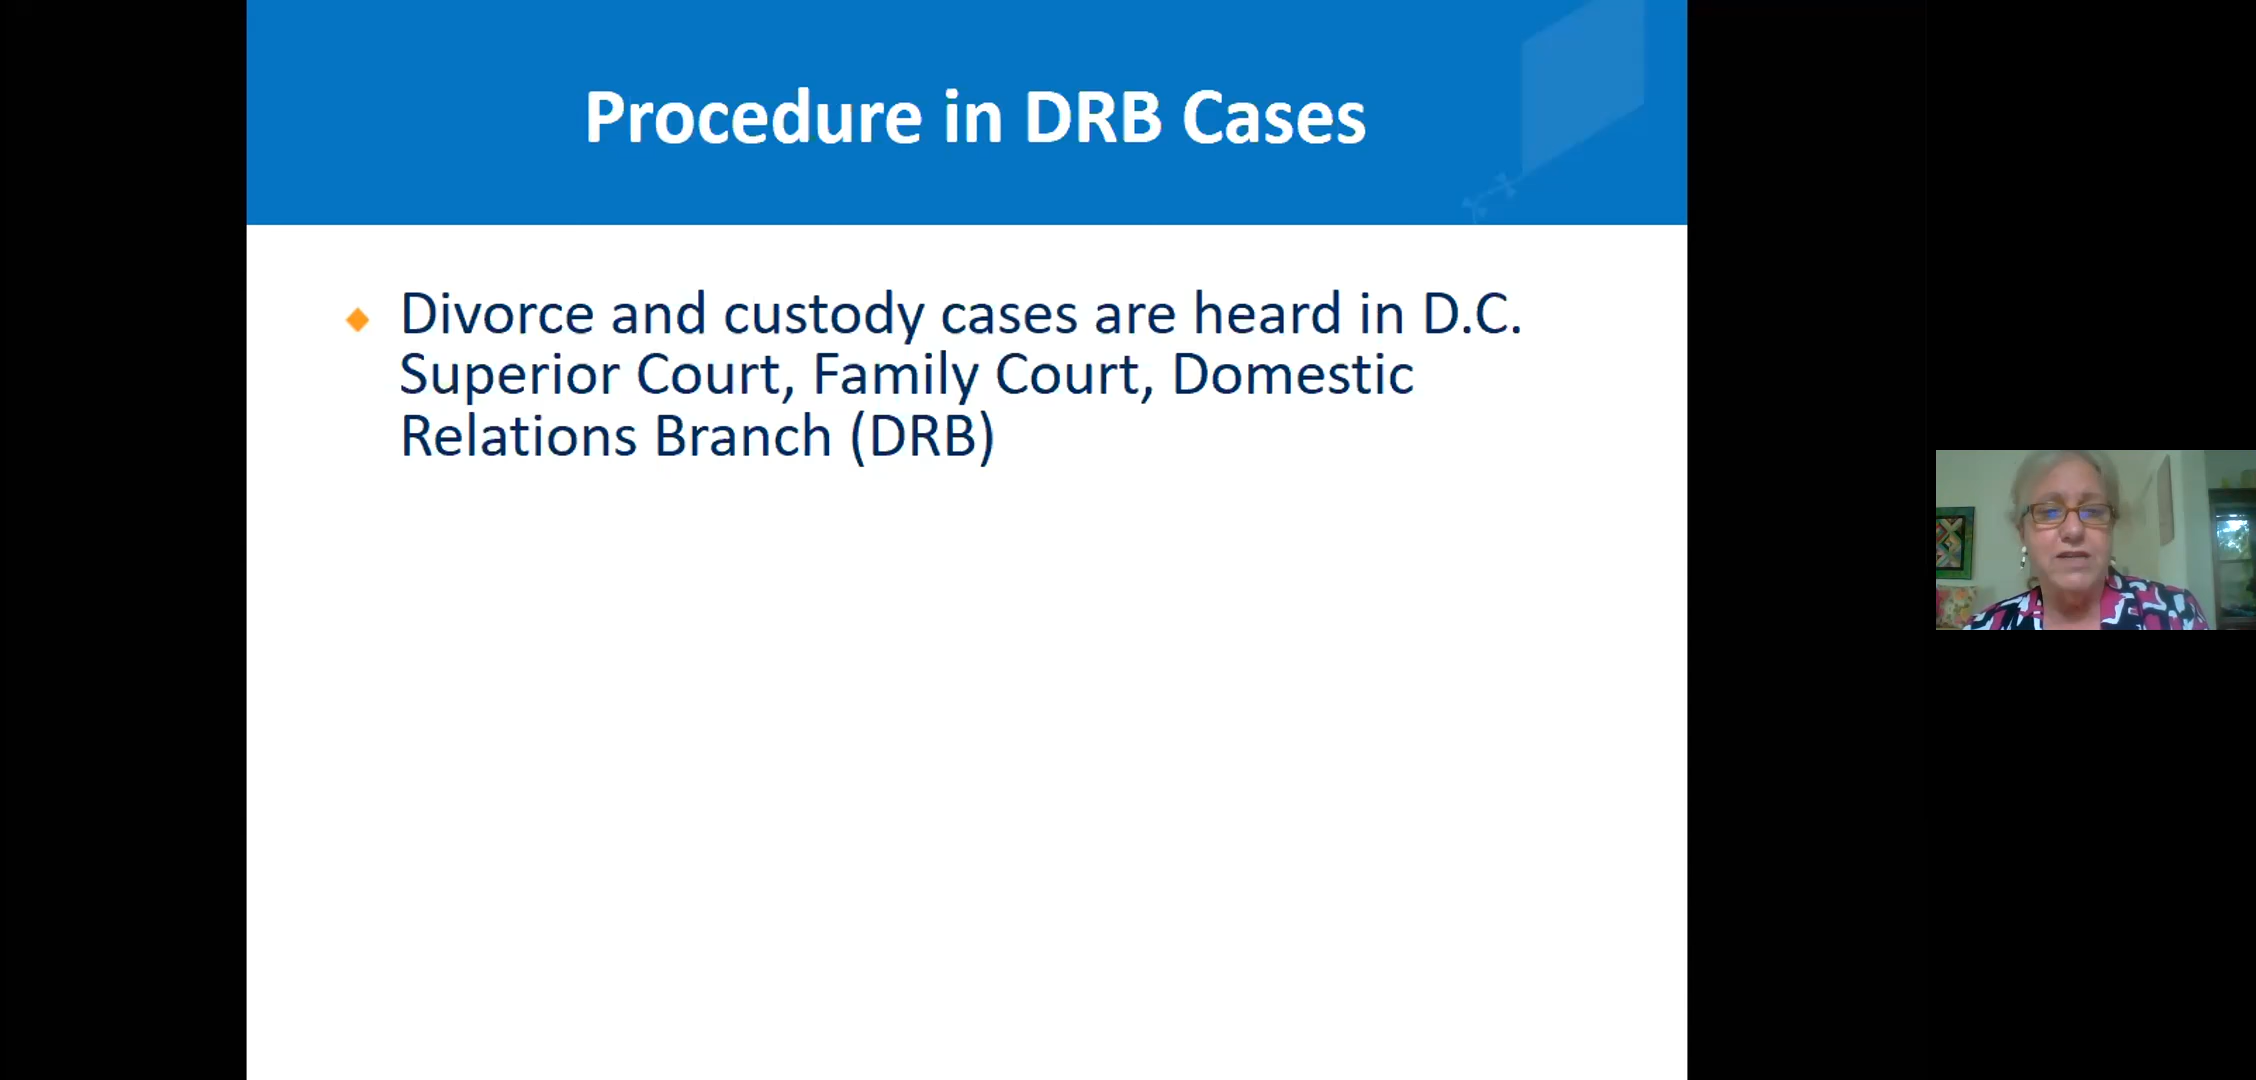 Procedure in DRB Cases
Divorce and custody cases are heard in D.C.
Superior Court, Family Court, Domestic
Relations Branch (DRB)